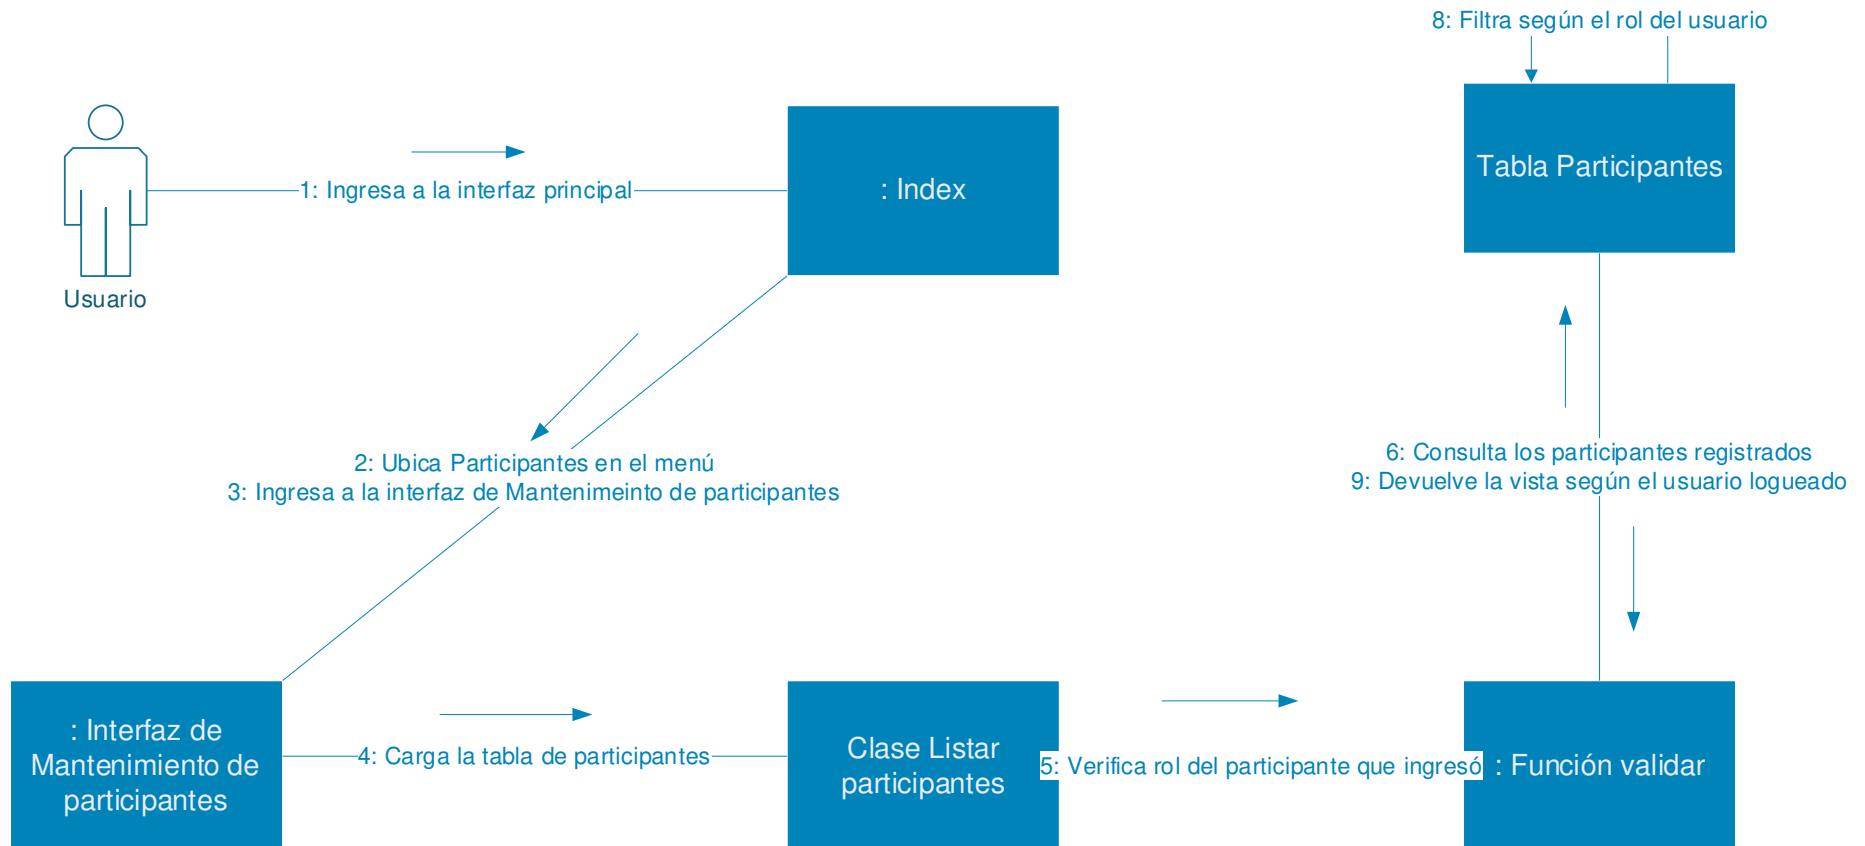 8: Filtra según el rol del usuario
Tabla Participantes
1: Ingresa a la interfaz principal
: Index
Usuario
2: Ubica Participantes en el menú
3: Ingresa a la interfaz de Mantenimeinto de participantes
6: Consulta los participantes registrados
9: Devuelve la vista según el usuario logueado
: Interfaz de
Mantenimiento de
participantes
4: Carga la tabla de participantes
Clase Listar
participantes
5: Verifica rol del participante que ingresó
: Función validar